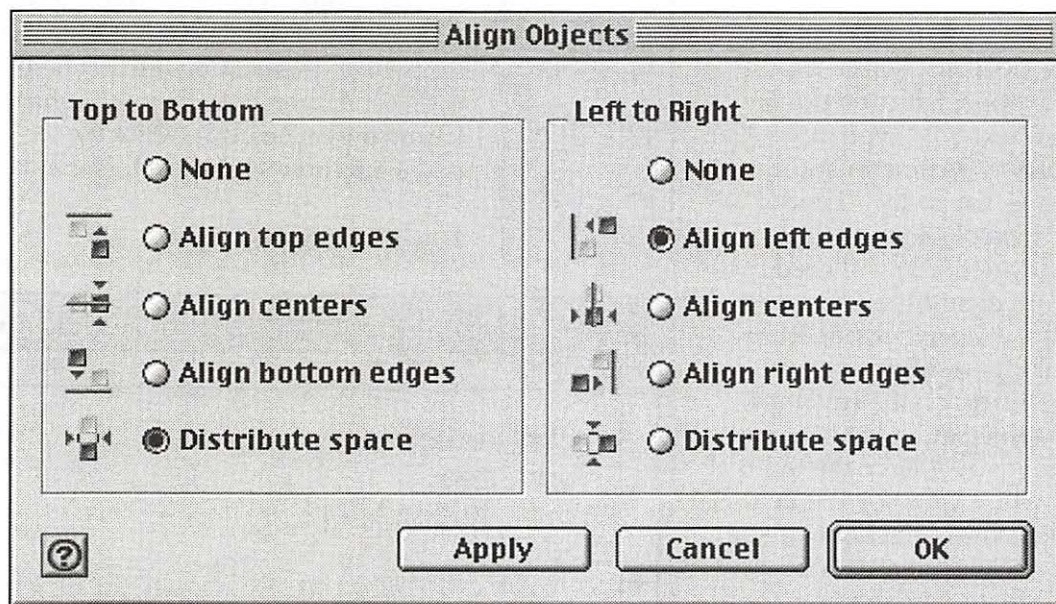 Align Objects
Top to Bottom
None
Align top edges
Align centers
Align bottom edges
Distribute space
Left to Right
None
Align left edges
Align centers
Align right edges
Distribute space
?
Apply
Cancel
OK